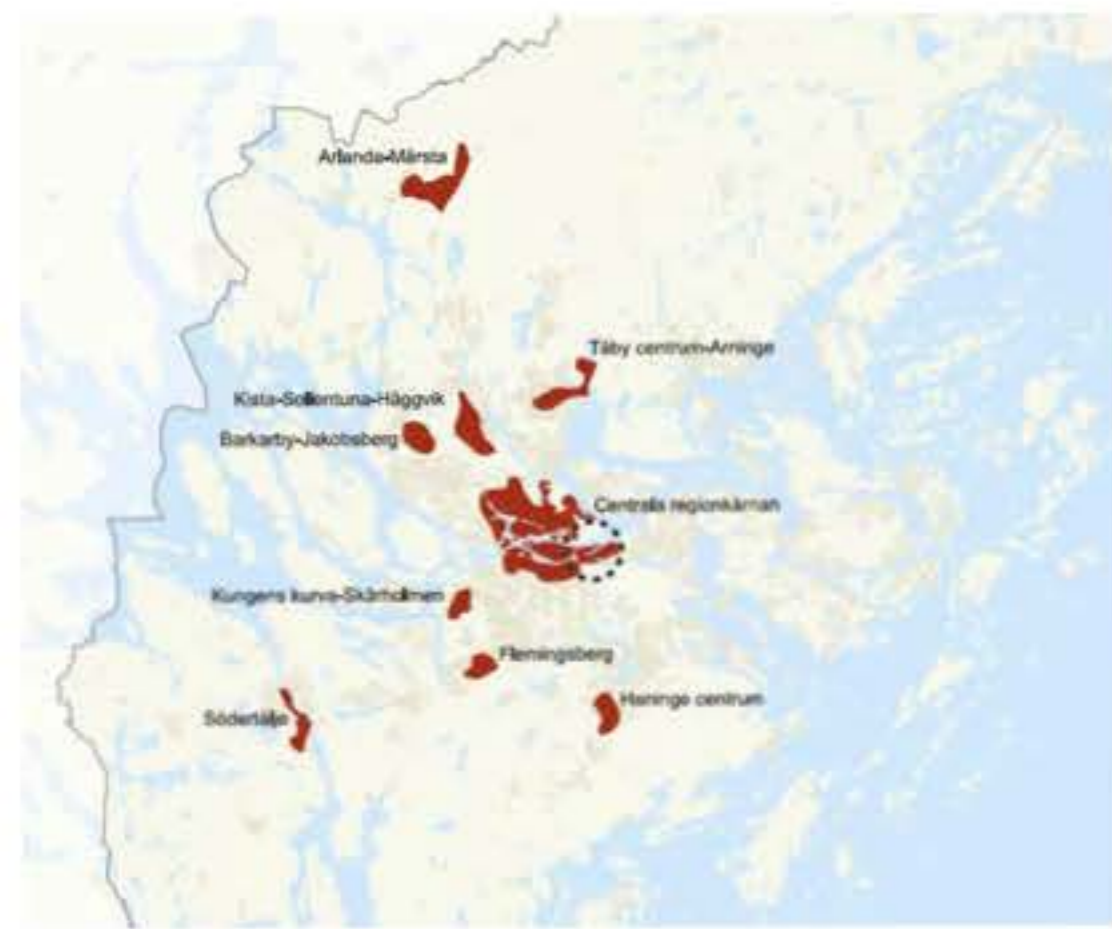 Arlanda-Märsta
Täby centrum-Arninge
Kista-Sollentuna-Häggvik
Barkarby-Jakobsberg
Centrala regionkärnan
Kungens kurva-Skärholmen
Flemingsberg
Haninge centrum
Södertälje